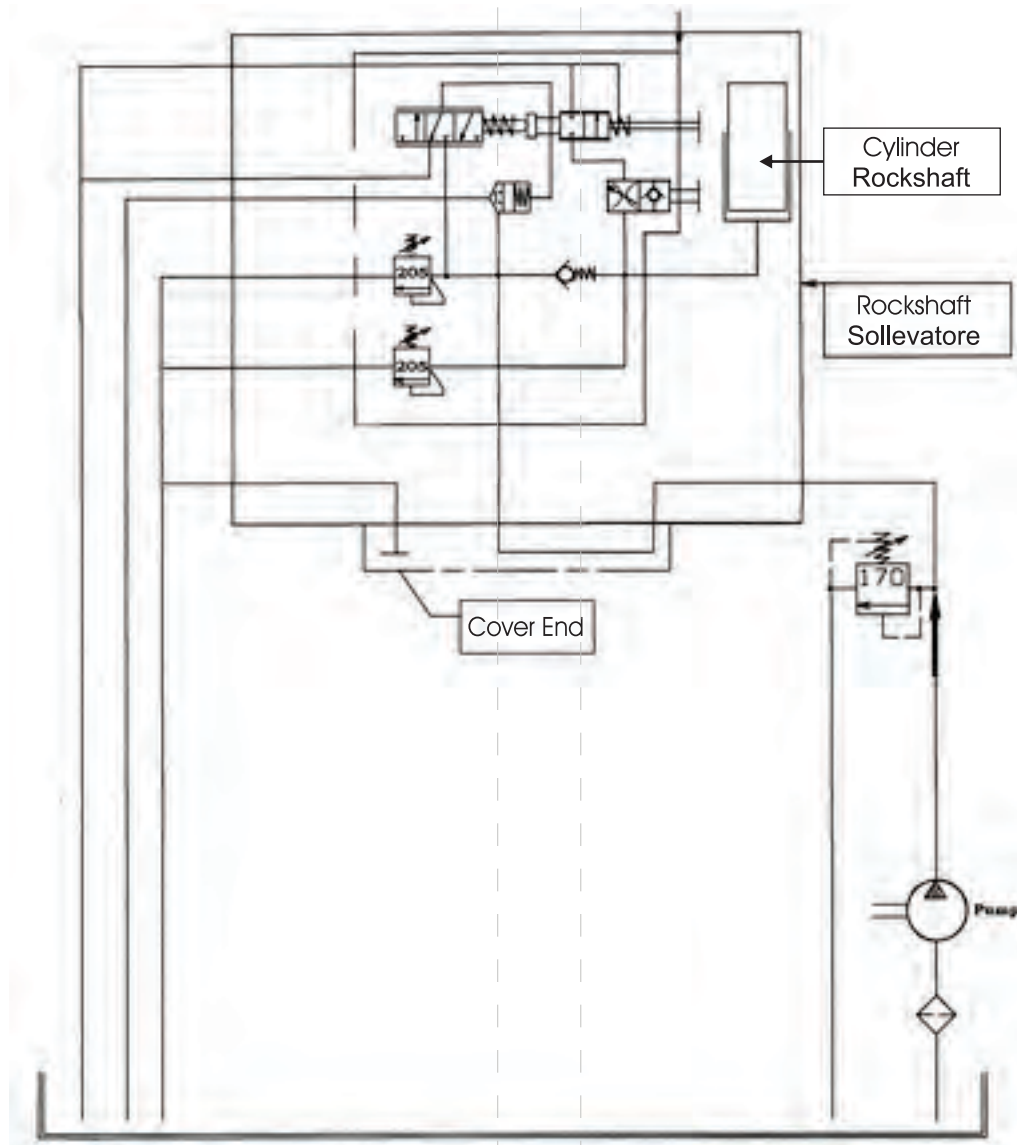 Cylinder
Rockshaft
205
Rockshaft
Sollevatore
205
170
Cover End
Pump